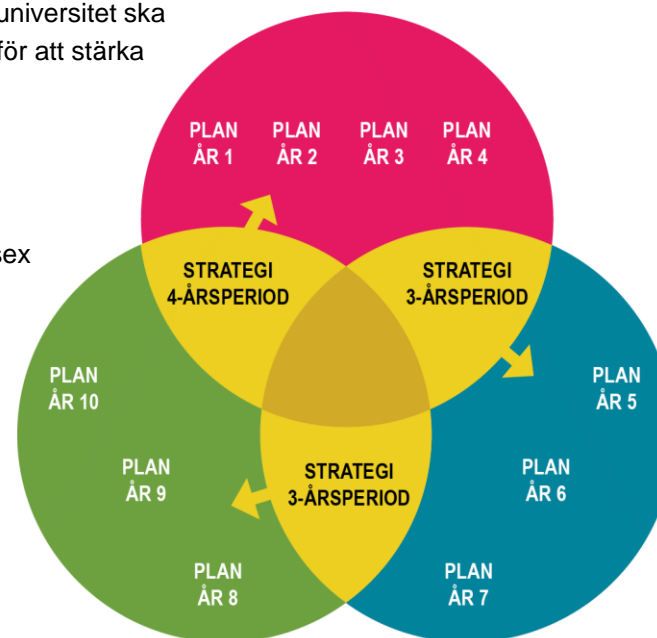 universitet ska
för att stärka
sex
PLAN
ÅR 1
PLAN
ÅR 2
PLAN
ÅR 3
PLAN
ÅR 4
STRATEGI
4-ÅRSPERIOD
STRATEGI
3-ÅRSPERIOD
PLAN
ÅR 10
PLAN
ÅR 5
PLAN
ÅR 9
STRATEGI
3-ÅRSPERIOD
PLAN
ÅR 6
PLAN
ÅR 8
PLAN
ÅR 7